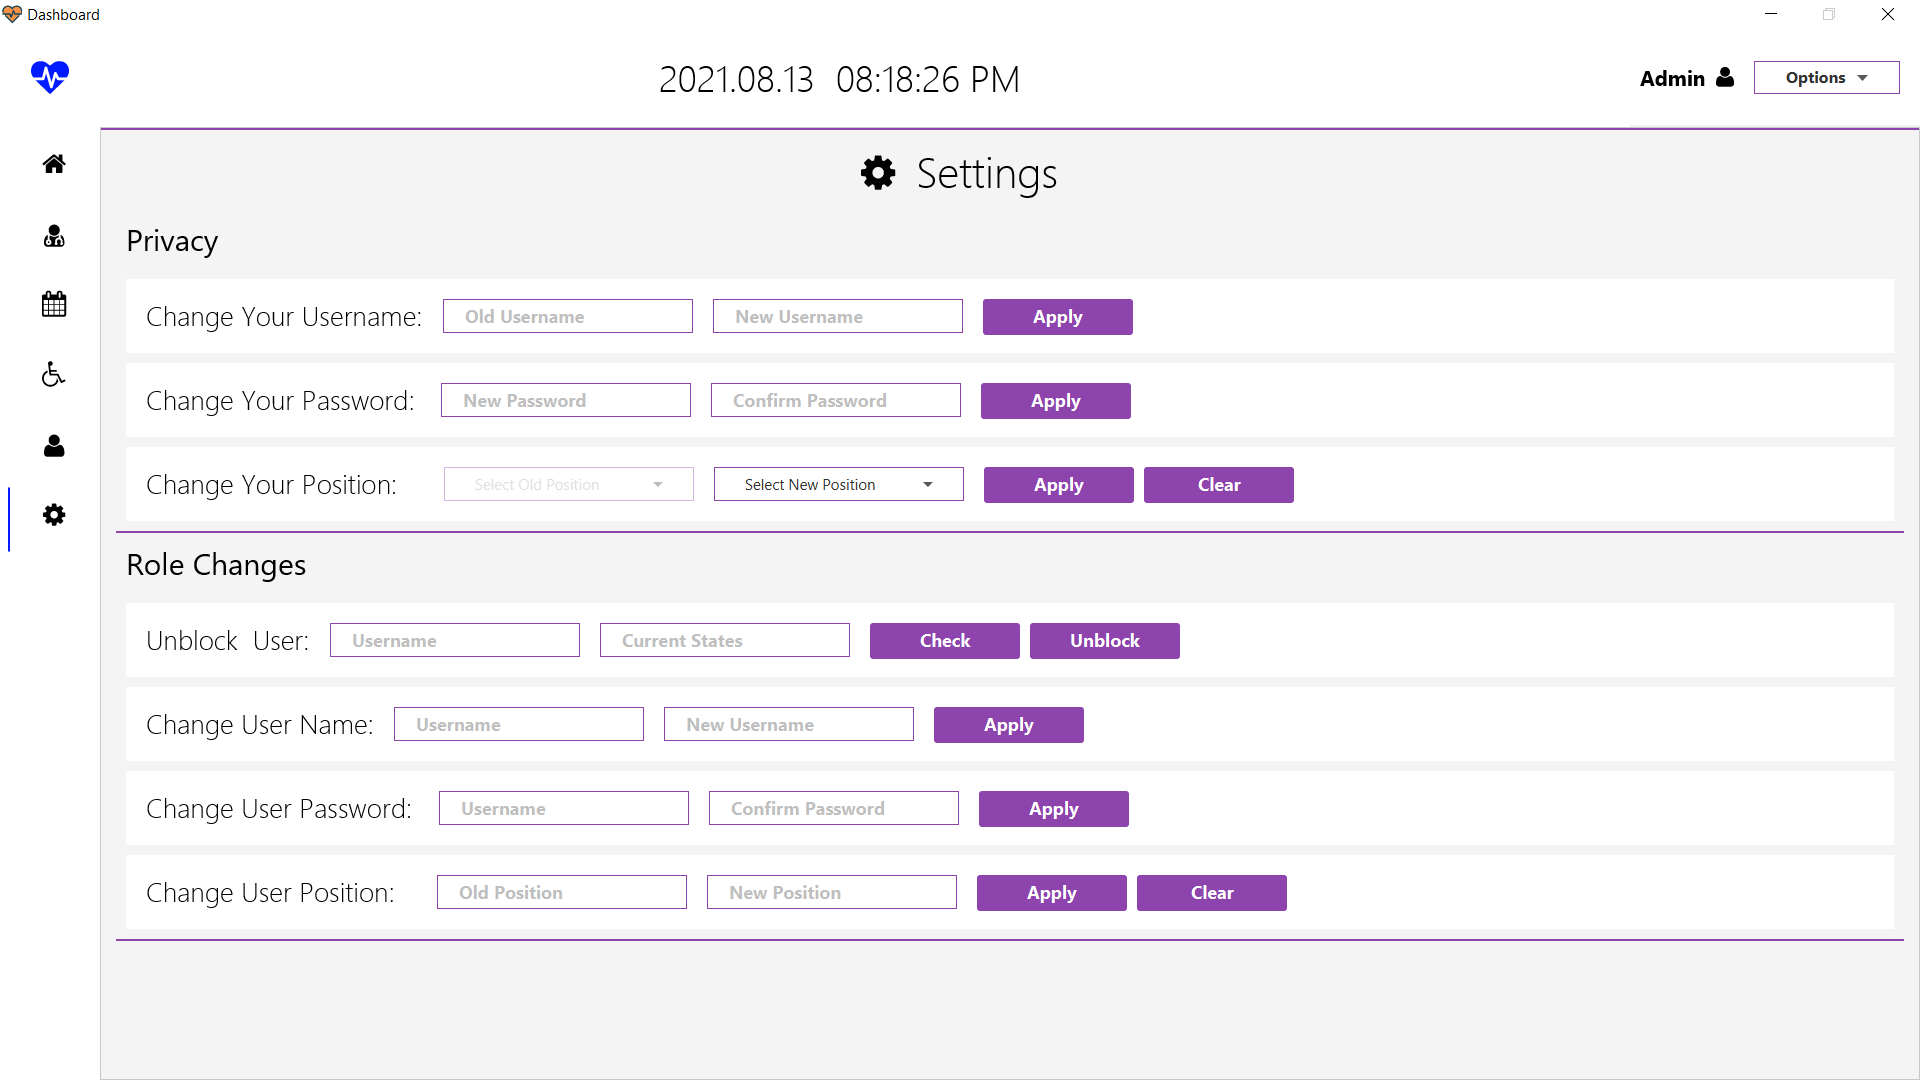 Dashboard
2021.08.13 08:18:26 PM
Admin Options
Settings
Privacy
Change Your Username: Old Username New Username Apply
Change Your Password: New Password Confirm Password Apply
Change Your Position: Select Old Position Select New Position Apply Clear
Role Changes
Unblock User: Username Current States Check Unblock
Change User Name: Username New Username Apply
Change User Password: Username Confirm Password Apply
Change User Position: Old Position New Position Apply Clear